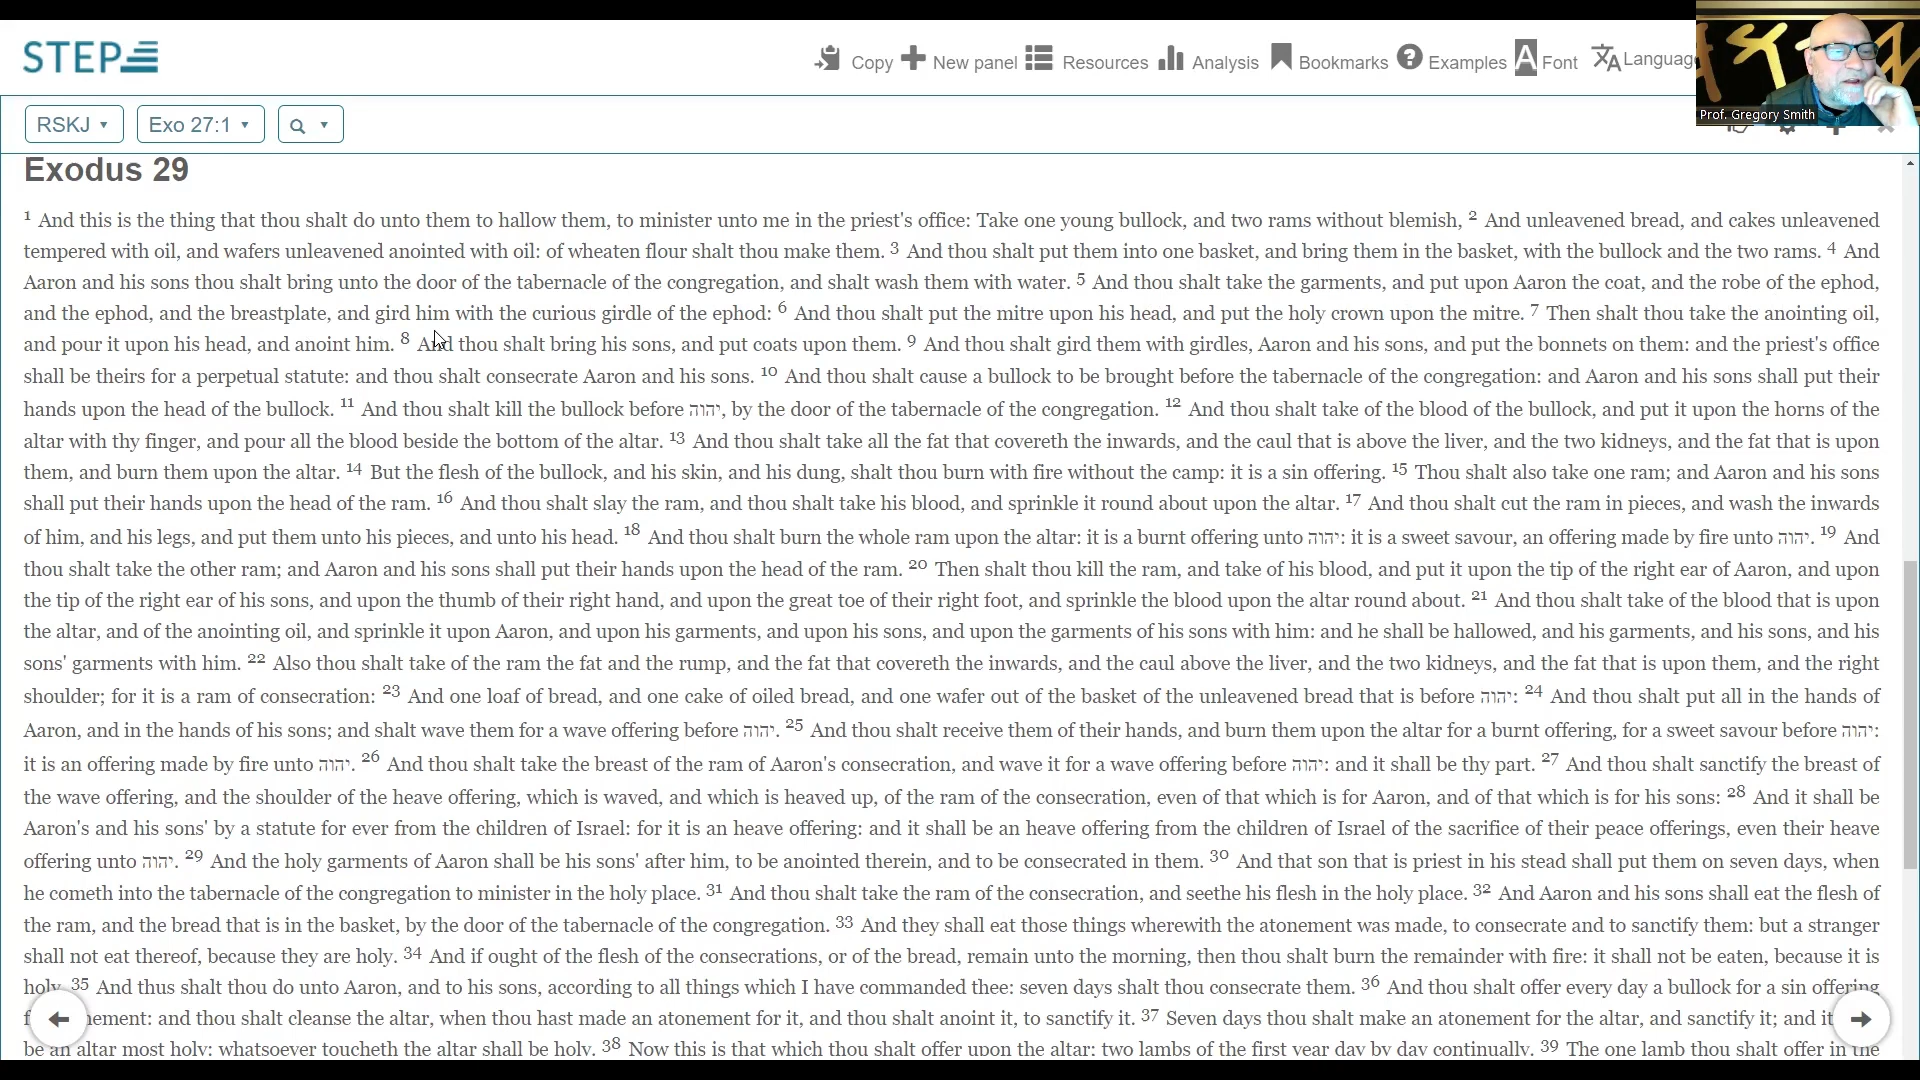 STEP
Copy New panel Resources Analysis Bookmarks Examples Font Languag
Prof. Gregory Smith
RSKJ Exo 27:1
Exodus 29
1 And this is the thing that thou shalt do unto them to hallow them, to minister unto me in the priest's office: Take one young bullock, and two rams without blemish, 2 And unleavened bread, and cakes unleavened
tempered with oil, and wafers unleavened anointed with oil: of wheaten flour shalt thou make them. 3 And thou shalt put them into one basket, and bring them in the basket, with the bullock and the two rams. 4 And
Aaron and his sons thou shalt bring unto the door of the tabernacle of the congregation, and shalt wash them with water. 5 And thou shalt take the garments, and put upon Aaron the coat, and the robe of the ephod,
and the ephod, and the breastplate, and gird him with the curious girdle of the ephod: 6 And thou shalt put the mitre upon his head, and put the holy crown upon the mitre. 7 Then shalt thou take the anointing oil,
and pour it upon his head, and anoint him. 8 And thou shalt bring his sons, and put coats upon them. 9 And thou shalt gird them with girdles, Aaron and his sons, and put the bonnets on them: and the priest's office
shall be theirs for a perpetual statute: and thou shalt consecrate Aaron and his sons. 10 And thou shalt cause a bullock to be brought before the tabernacle of the congregation: and Aaron and his sons shall put their
hands upon the head of the bullock. 11 And thou shalt kill the bullock before יהוה, by the door of the tabernacle of the congregation. 12 And thou shalt take of the blood of the bullock, and put it upon the horns of the
altar with thy finger, and pour all the blood beside the bottom of the altar. 13 And thou shalt take all the fat that covereth the inwards, and the caul that is above the liver, and the two kidneys, and the fat that is upon
them, and burn them upon the altar. 14 But the flesh of the bullock, and his skin, and his dung, shalt thou burn with fire without the camp: it is a sin offering. 15 Thou shalt also take one ram; and Aaron and his sons
shall put their hands upon the head of the ram. 16 And thou shalt slay the ram, and thou shalt take his blood, and sprinkle it round about upon the altar. 17 And thou shalt cut the ram in pieces, and wash the inwards
of him, and his legs, and put them unto his pieces, and unto his head. 18 And thou shalt burn the whole ram upon the altar: it is a burnt offering unto יהוה: it is a sweet savour, an offering made by fire unto יהוה. 19 And
thou shalt take the other ram; and Aaron and his sons shall put their hands upon the head of the ram. 20 Then shalt thou kill the ram, and take of his blood, and put it upon the tip of the right ear of Aaron, and upon
the tip of the right ear of his sons, and upon the thumb of their right hand, and upon the great toe of their right foot, and sprinkle the blood upon the altar round about. 21 And thou shalt take of the blood that is upon
the altar, and of the anointing oil, and sprinkle it upon Aaron, and upon his garments, and upon his sons, and upon the garments of his sons with him: and he shall be hallowed, and his garments, and his sons, and his
sons' garments with him. 22 Also thou shalt take of the ram the fat and the rump, and the fat that covereth the inwards, and the caul above the liver, and the two kidneys, and the fat that is upon them, and the right
shoulder; for it is a ram of consecration: 23 And one loaf of bread, and one cake of oiled bread, and one wafer out of the basket of the unleavened bread that is before יהוה: 24 And thou shalt put all in the hands of
Aaron, and in the hands of his sons; and shalt wave them for a wave offering before יהוה. 25 And thou shalt receive them of their hands, and burn them upon the altar for a burnt offering, for a sweet savour before יהוה:
it is an offering made by fire unto יהוה. 26 And thou shalt take the breast of the ram of Aaron's consecration, and wave it for a wave offering before יהוה: and it shall be thy part. 27 And thou shalt sanctify the breast of
the wave offering, and the shoulder of the heave offering, which is waved, and which is heaved up, of the ram of the consecration, even of that which is for Aaron, and of that which is for his sons: 28 And it shall be
Aaron's and his sons' by a statute for ever from the children of Israel: for it is an heave offering: and it shall be an heave offering from the children of Israel of the sacrifice of their peace offerings, even their heave
offering unto יהוה. 29 And the holy garments of Aaron shall be his sons' after him, to be anointed therein, and to be consecrated in them. 30 And that son that is priest in his stead shall put them on seven days, when
he cometh into the tabernacle of the congregation to minister in the holy place. 31 And thou shalt take the ram of the consecration, and seethe his flesh in the holy place. 32 And Aaron and his sons shall eat the flesh of
the ram, and the bread that is in the basket, by the door of the tabernacle of the congregation. 33 And they shall eat those things wherewith the atonement was made, to consecrate and to sanctify them: but a stranger
shall not eat thereof, because they are holy. 34 And if ought of the flesh of the consecrations, or of the bread, remain unto the morning, then thou shalt burn the remainder with fire: it shall not be eaten, because it is
holy. 35 And thus shalt thou do unto Aaron, and to his sons, according to all things which I have commanded thee: seven days shalt thou consecrate them. 36 And thou shalt offer every day a bullock for a sin offering
f nement: and thou shalt cleanse the altar, when thou hast made an atonement for it, and thou shalt anoint it, to sanctify it. 37 Seven days thou shalt make an atonement for the altar, and sanctify it; and it
be an altar most holy: whatsoever toucheth the altar shall be holy. 38 Now this is that which thou shalt offer upon the altar: two lambs of the first year day by day continually. 39 The one lamb thou shalt offer in the